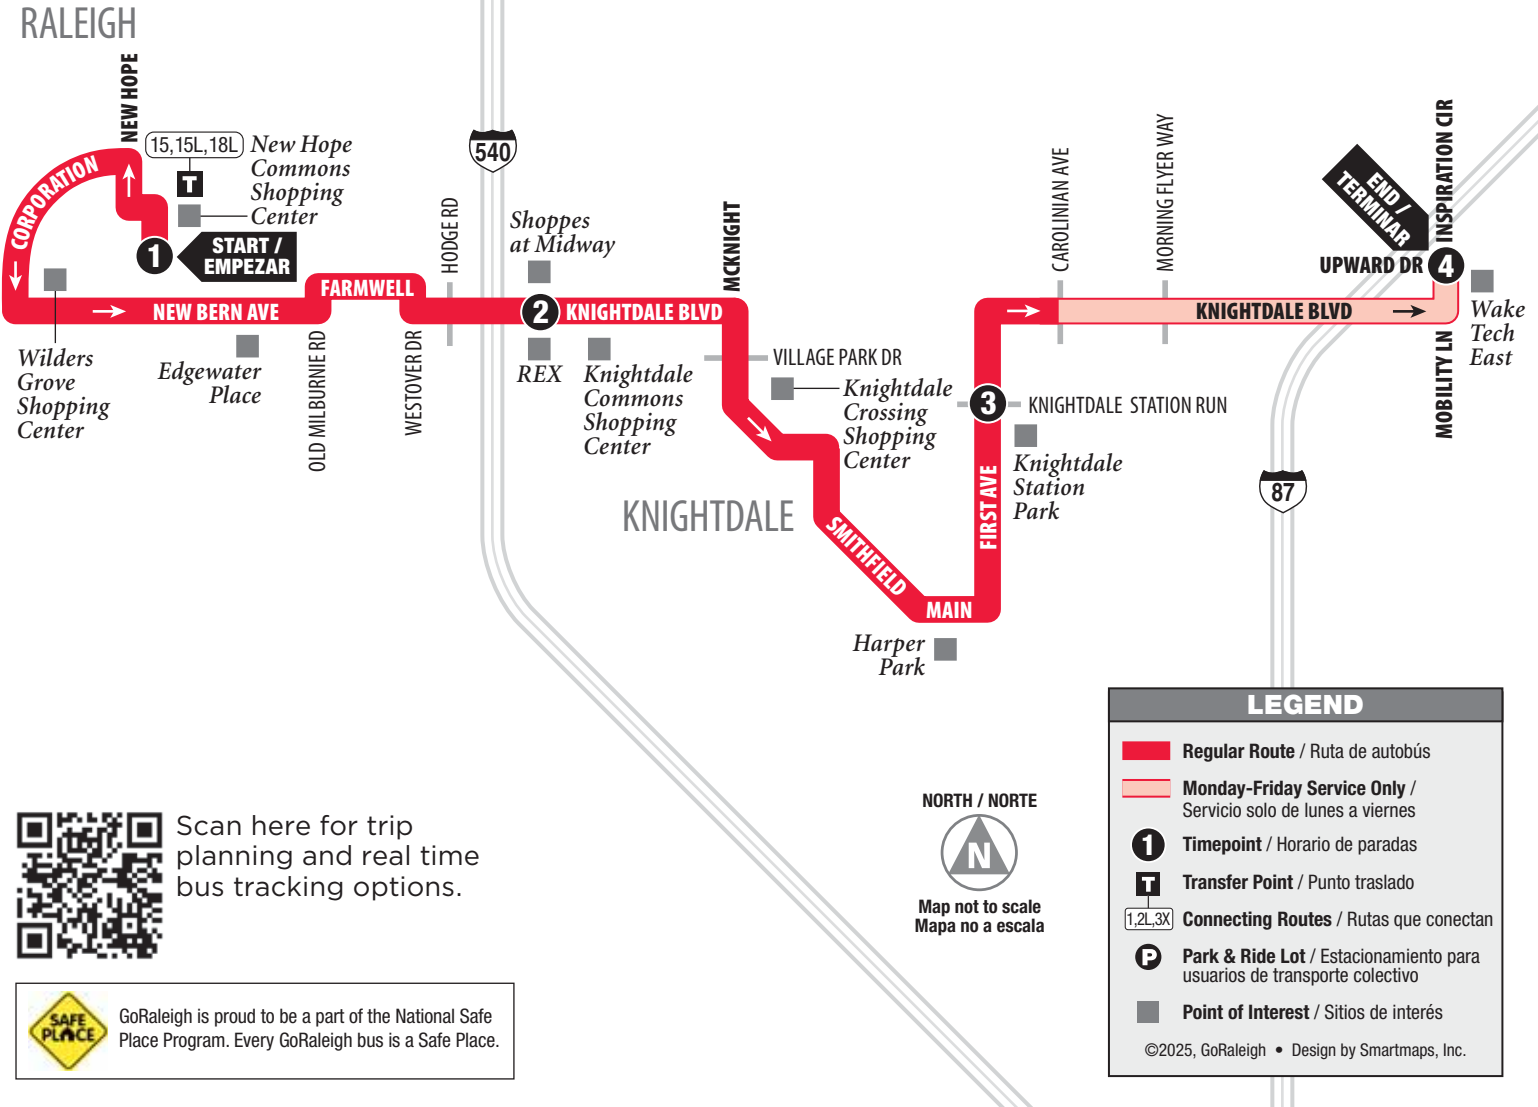 RALEIGH
NEW HOPE
15,15L,18L
T
New Hope
Commons
Shopping
Center
CORPORATION
1
START /
EMPEZAR
NEW BERN AVE
Wilders
Grove
Shopping
Center
Edgewater
Place
OLD MILBURNIE RD
FARMWELL
WESTOVER DR
HODGE RD
540
Shoppes
at Midway
2
KNIGHTDALE BLVD
REX
Knightdale
Commons
Shopping
Center
MCKNIGHT
VILLAGE PARK DR
Knightdale
Crossing
Shopping
Center
KNIGHTDALE
SMITHFIELD
MAIN
Harper
Park
FIRST AVE
3
KNIGHTDALE STATION RUN
Knightdale
Station
Park
CAROLINIAN AVE
MORNING FLYER WAY
KNIGHTDALE BLVD
87
END /
TERMINAR
UPWARD DR
4
INSPIRATION CIR
MOBILITY LN
Wake
Tech
East
Scan here for trip
planning and real time
bus tracking options.
SAFE
PLACE
GoRaleigh is proud to be a part of the National Safe
Place Program. Every GoRaleigh bus is a Safe Place.
NORTH / NORTE
N
Map not to scale
Mapa no a escala
LEGEND
Regular Route / Ruta de autobús
Monday-Friday Service Only /
Servicio solo de lunes a viernes
1 Timepoint / Horario de paradas
T Transfer Point / Punto traslado
1,2L,3X Connecting Routes / Rutas que conectan
P Park & Ride Lot / Estacionamiento para
usuarios de transporte colectivo
Point of Interest / Sitios de interés
©2025, GoRaleigh • Design by Smartmaps, Inc.